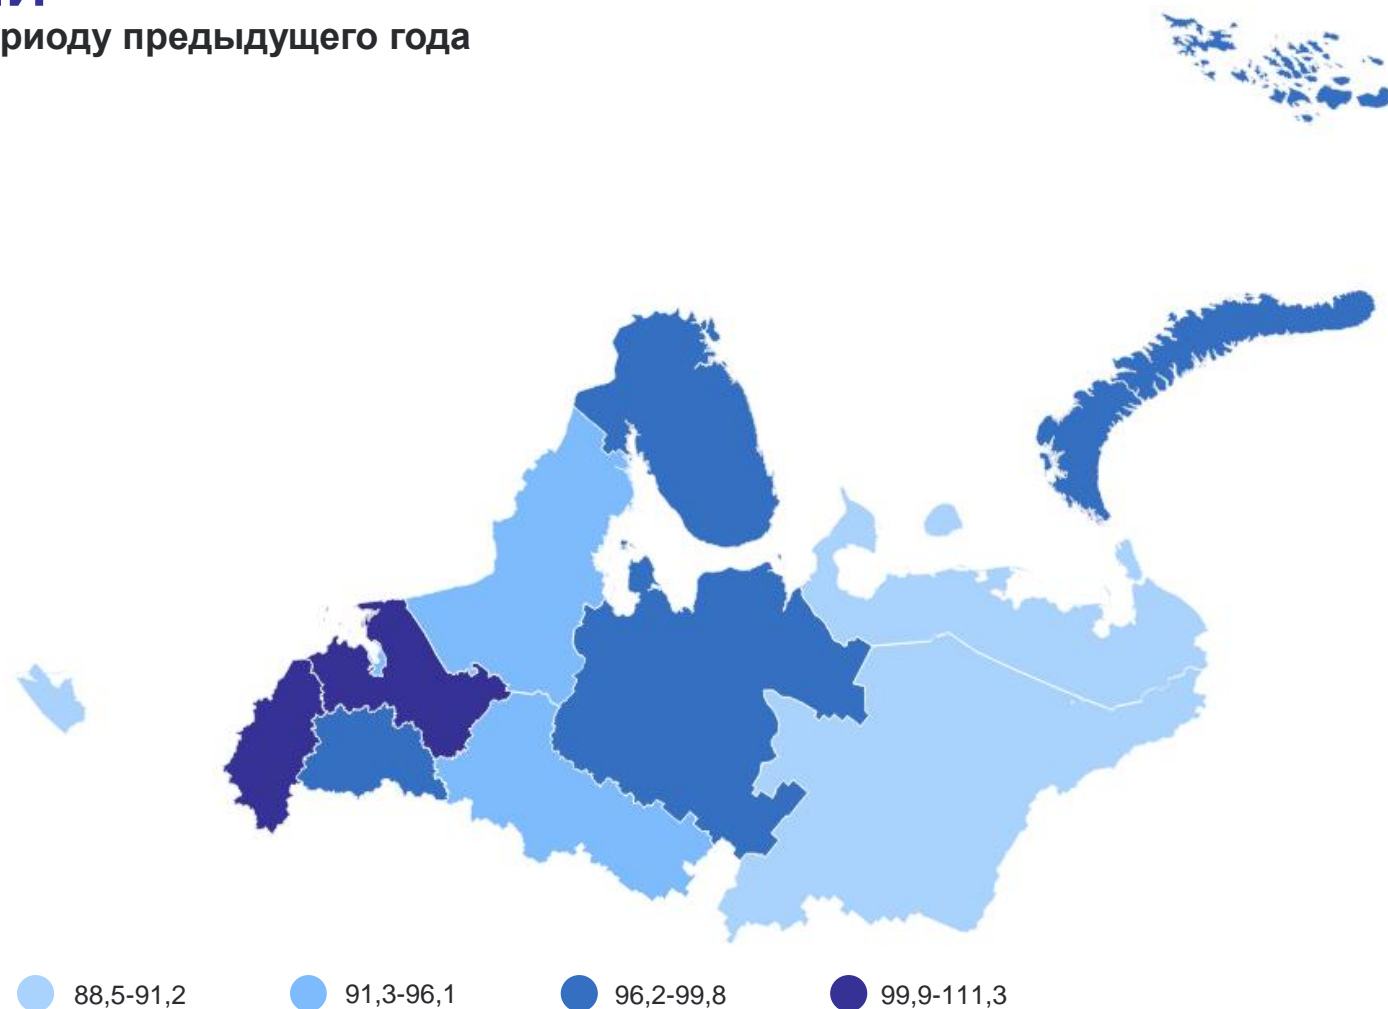 риоду предыдущего года
88,5-91,2
91,3-96,1
96,2-99,8
99,9-111,3